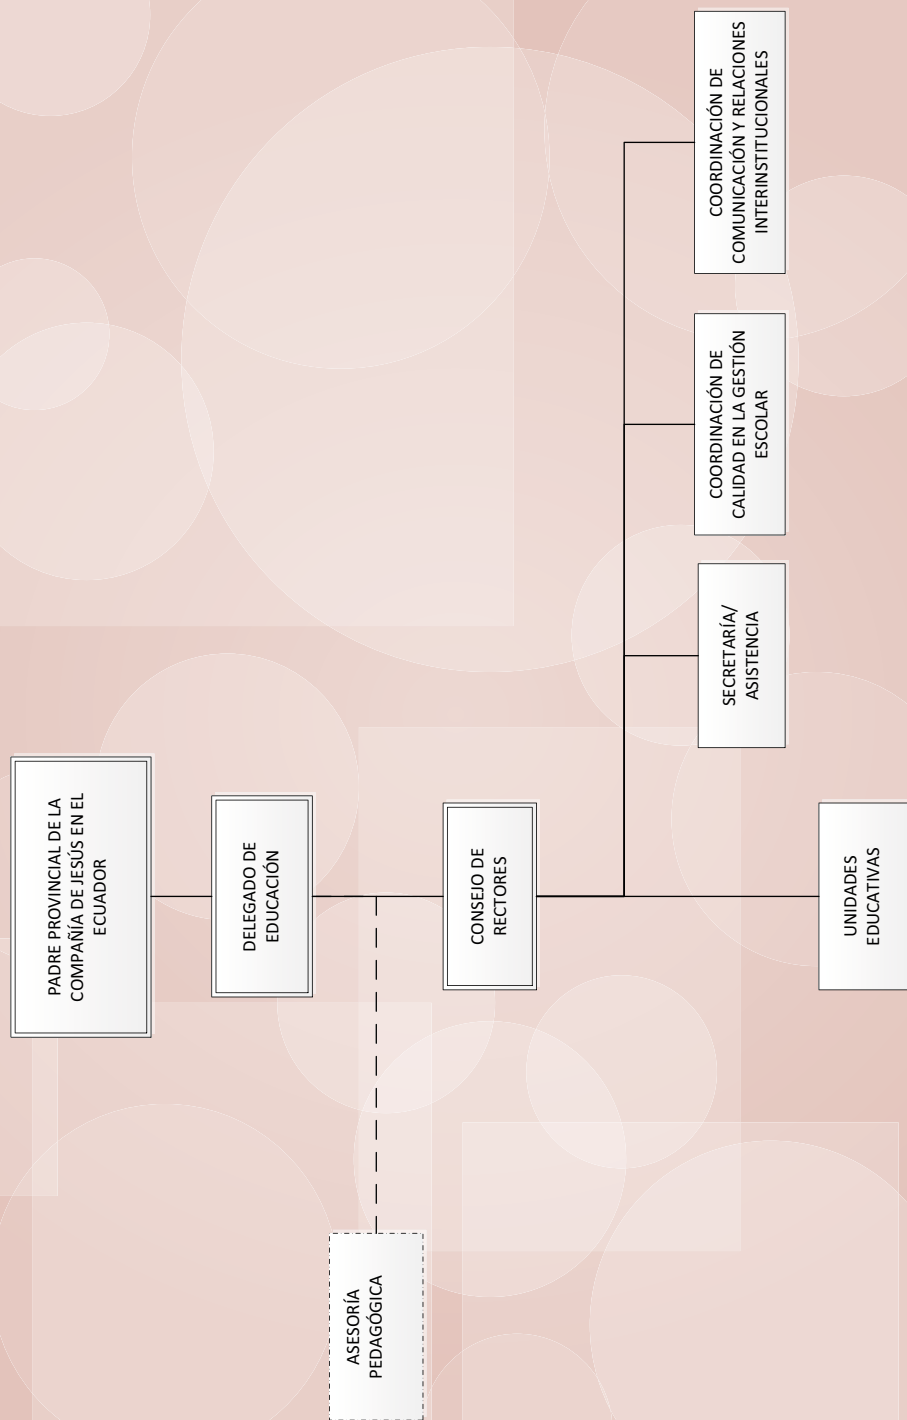 PADRE PROVINCIAL DE LA
COMPAÑÍA DE JESÚS EN EL
ECUADOR
DELEGADO DE
EDUCACIÓN
ASESORÍA
PEDAGÓGICA
CONSEJO DE
RECTORES
SECRETARÍA/
ASISTENCIA
COORDINACIÓN DE
CALIDAD EN LA GESTIÓN
ESCOLAR
COORDINACIÓN DE
COMUNICACIÓN Y RELACIONES
INTERINSTITUCIONALES
UNIDADES
EDUCATIVAS